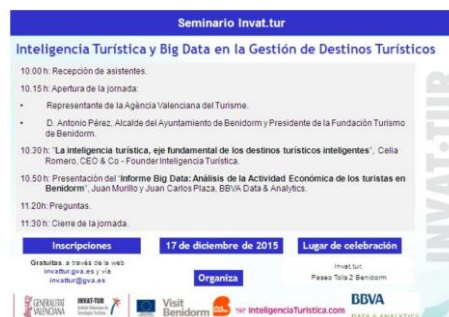 Seminario Invat.tur
Inteligencia Turística y Big Data en la Gestión de Destinos Turísticos
10.00 h: Recepción de asistentes.
10.15 h: Apertura de la jornada:
• Representante de la Agència Valenciana del Turisme.
• D. Antonio Pérez, Alcalde del Ayuntamiento de Benidorm y Presidente de la Fundación Turismo
de Benidorm.
10.30 h: "La inteligencia turística, eje fundamental de los destinos turísticos inteligentes", Celia
Romero, CEO & Co - Founder Inteligencia Turística.
10.50 h: Presentación del "Informe Big Data: Análisis de la Actividad Económica de los turistas en
Benidorm", Juan Murillo y Juan Carlos Plaza, BBVA Data & Analytics.
11.20h: Preguntas.
11:30 h: Cierre de la jornada.
INVAT·TUR
Inscripciones
17 de diciembre de 2015
Lugar de celebración
Gratuitas, a través de la web
invattur.gva.es y vía
invattur@gva.es
Invat.tur.
Paseo Tolls 2 Benidorm
Organiza
GENERALITAT
VALENCIANA
INVAT·TUR
Visit
Benidorm
InteligenciaTuristica.com
BBVA
DATA & ANALYTICS